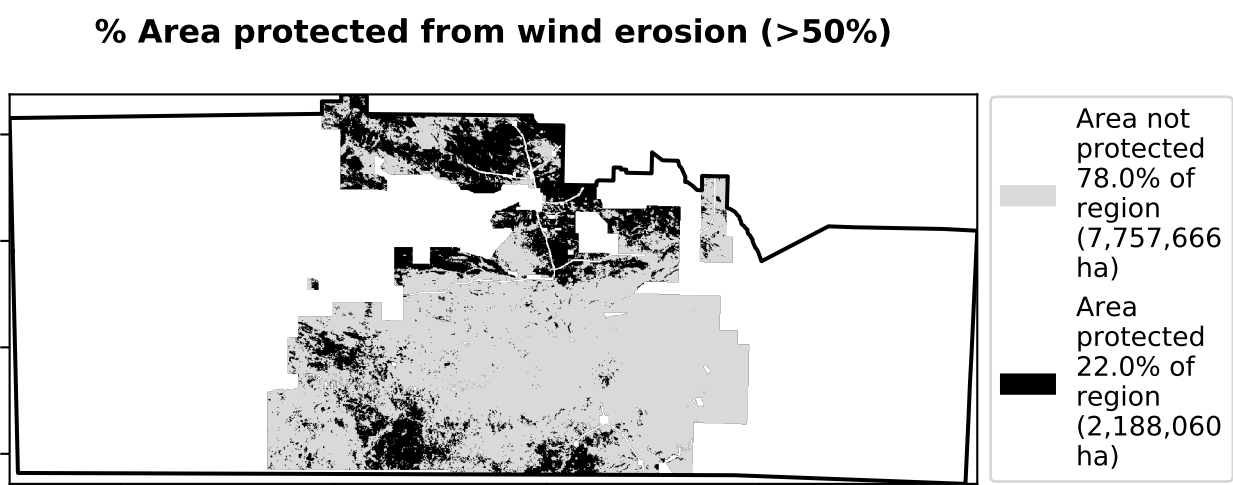 % Area protected from wind erosion (>50%)
Area not
protected
78.0% of
region
(7,757,666
ha)
Area
protected
22.0% of
region
(2,188,060
ha)